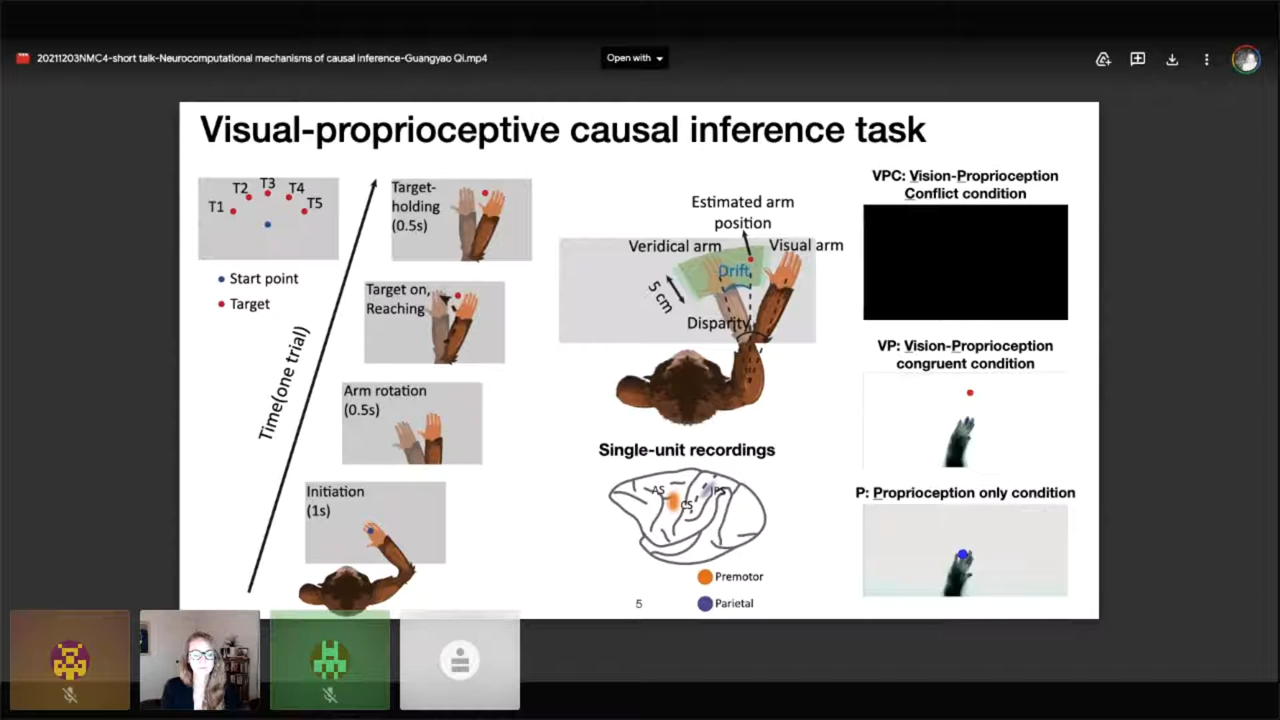 20211203NMC4-short talk-Neurocomputational mechanisms of causal inference-Guangyao Qi.mp4
Open with
Visual-proprioceptive causal inference task
T1
T2
T3
T4
T5
Start point
Target
Time(one trial)
Target-
holding
(0.5s)
Target on,
Reaching
Arm rotation
(0.5s)
Initiation
(1s)
Estimated arm
position
Veridical arm
Visual arm
Drift
5 cm
Disparity
Single-unit recordings
AS
CS
IPS
Premotor
Parietal
5
VPC: Vision-Proprioception
Conflict condition
VP: Vision-Proprioception
congruent condition
P: Proprioception only condition